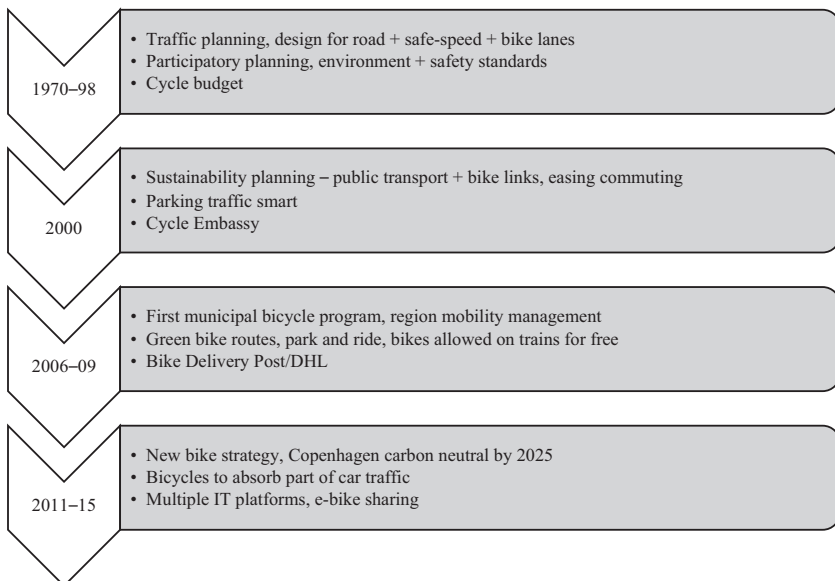 1970–98
• Traffic planning, design for road + safe-speed + bike lanes
• Participatory planning, environment + safety standards
• Cycle budget
2000
• Sustainability planning – public transport + bike links, easing commuting
• Parking traffic smart
• Cycle Embassy
2006–09
• First municipal bicycle program, region mobility management
• Green bike routes, park and ride, bikes allowed on trains for free
• Bike Delivery Post/DHL
2011–15
• New bike strategy, Copenhagen carbon neutral by 2025
• Bicycles to absorb part of car traffic
• Multiple IT platforms, e-bike sharing